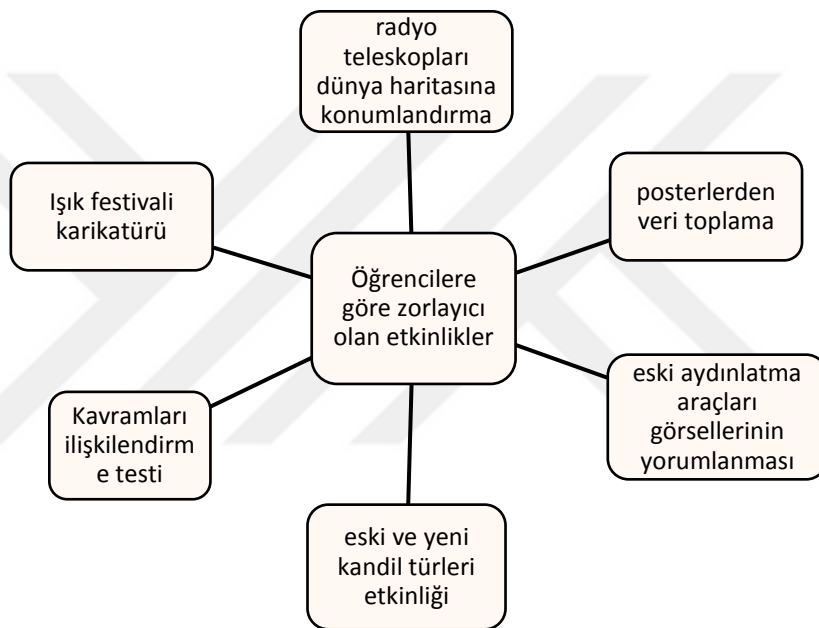 radyo
teleskopları
dünya haritasına
konumlandırma
Işık festivali
karikatürü
posterlerden
veri toplama
Öğrencilere
göre zorlayıcı
olan etkinlikler
Kavramları
ilişkilendirm
e testi
eski aydınlatma
araçları
görsellerinin
yorumlanması
eski ve yeni
kandil türleri
etkinliği